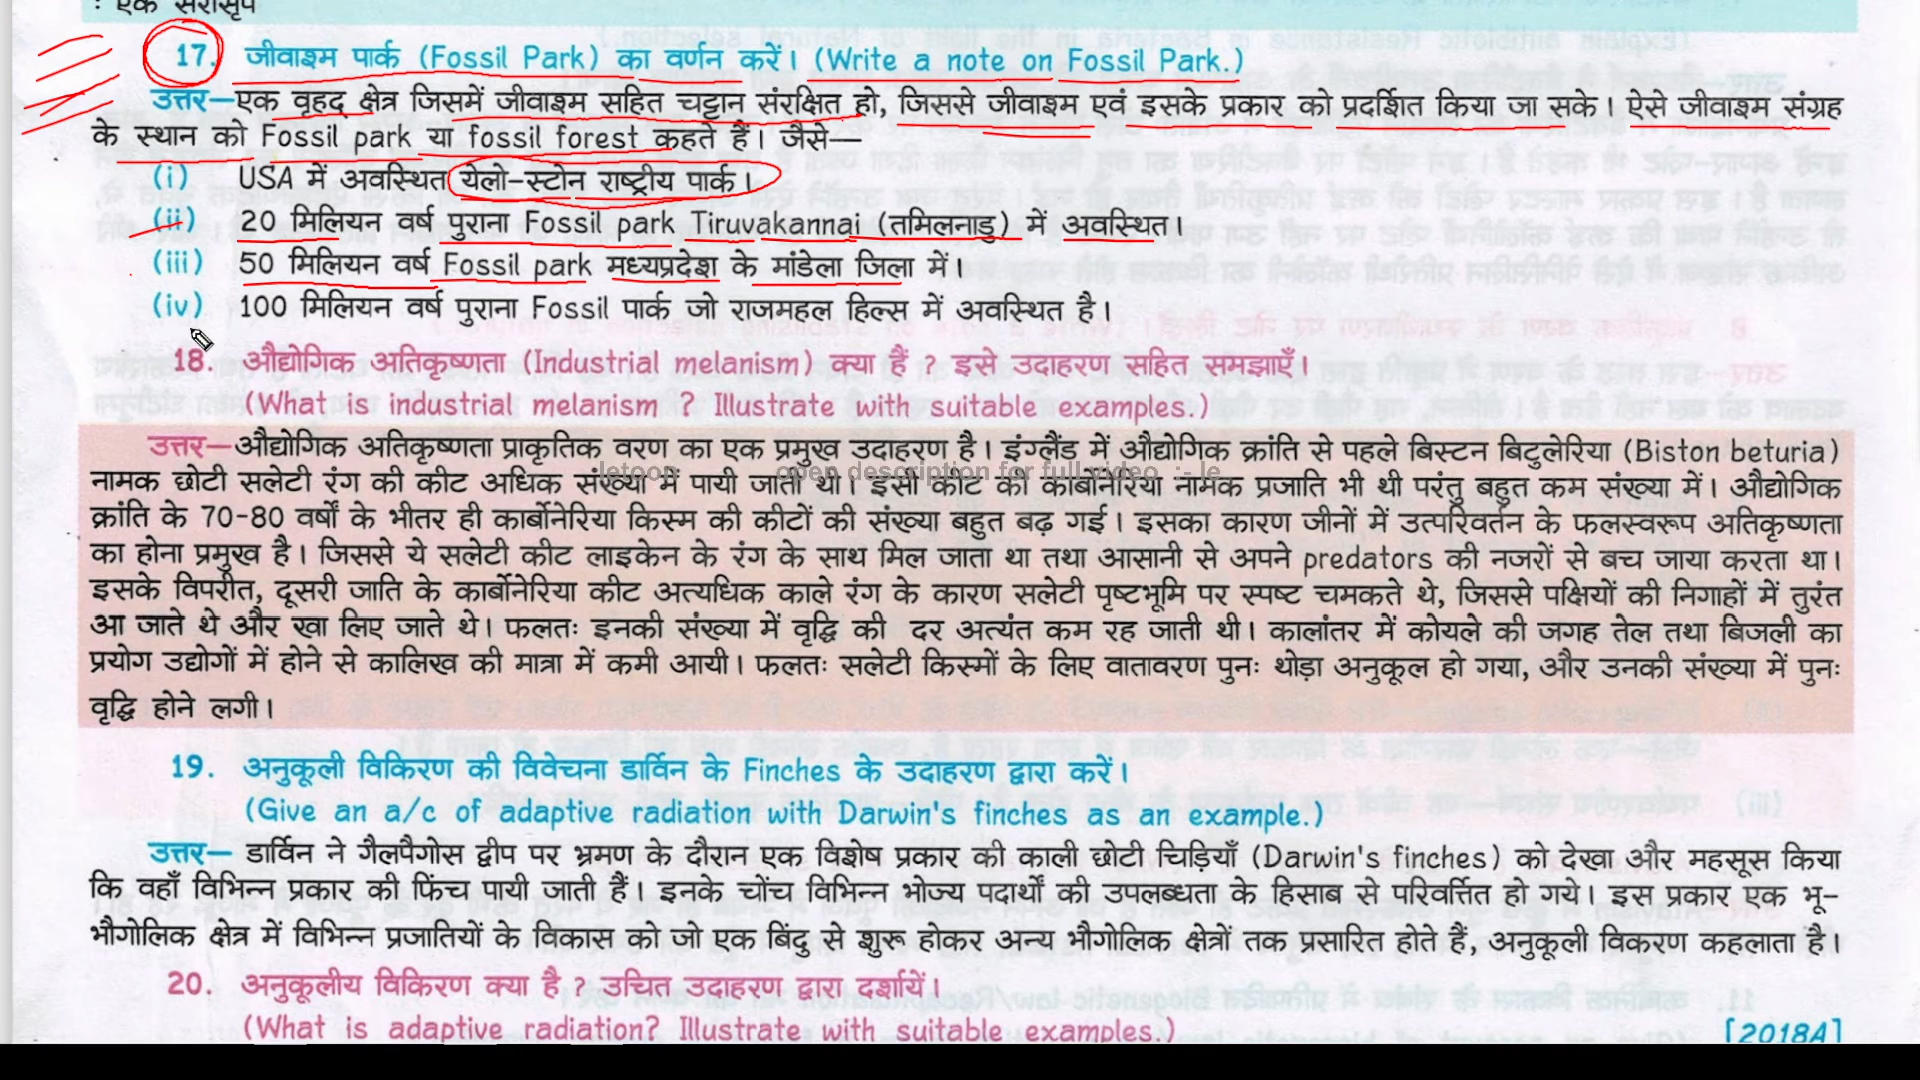 : एक सरीसृप
17. जीवाश्म पार्क (Fossil Park) का वर्णन करें। (Write a note on Fossil Park.)
उत्तर—एक वृहद् क्षेत्र जिसमें जीवाश्म सहित चट्टान संरक्षित हो, जिससे जीवाश्म एवं इसके प्रकार को प्रदर्शित किया जा सके। ऐसे जीवाश्म संग्रह
के स्थान को Fossil park या fossil forest कहते हैं। जैसे—
(i) USA में अवस्थित येलो-स्टोन राष्ट्रीय पार्क।
(ii) 20 मिलियन वर्ष पुराना Fossil park Tiruvakannai (तमिलनाडु) में अवस्थित।
(iii) 50 मिलियन वर्ष Fossil park मध्यप्रदेश के मांडेला जिला में।
(iv) 100 मिलियन वर्ष पुराना Fossil पार्क जो राजमहल हिल्स में अवस्थित है।
18. औद्योगिक अतिकृष्णता (Industrial melanism) क्या हैं ? इसे उदाहरण सहित समझाएँ।
(What is industrial melanism ? Illustrate with suitable examples.)
उत्तर—औद्योगिक अतिकृष्णता प्राकृतिक वरण का एक प्रमुख उदाहरण है। इंग्लैंड में औद्योगिक क्रांति से पहले बिस्टन बिटुलेरिया (Biston beturia)
letoon open description for full video :- le
नामक छोटी सलेटी रंग की कीट अधिक संख्या में पायी जाती थी। इसी कीट की कार्बोनेरिया नामक प्रजाति भी थी परंतु बहुत कम संख्या में। औद्योगिक
क्रांति के 70-80 वर्षों के भीतर ही कार्बोनेरिया किस्म की कीटों की संख्या बहुत बढ़ गई। इसका कारण जीनों में उत्परिवर्तन के फलस्वरूप अतिकृष्णता
का होना प्रमुख है। जिससे ये सलेटी कीट लाइकेन के रंग के साथ मिल जाता था तथा आसानी से अपने predators की नजरों से बच जाया करता था।
इसके विपरीत, दूसरी जाति के कार्बोनेरिया कीट अत्यधिक काले रंग के कारण सलेटी पृष्टभूमि पर स्पष्ट चमकते थे, जिससे पक्षियों की निगाहों में तुरंत
आ जाते थे और खा लिए जाते थे। फलतः इनकी संख्या में वृद्धि की दर अत्यंत कम रह जाती थी। कालांतर में कोयले की जगह तेल तथा बिजली का
प्रयोग उद्योगों में होने से कालिख की मात्रा में कमी आयी। फलतः सलेटी किस्मों के लिए वातावरण पुनः थोड़ा अनुकूल हो गया, और उनकी संख्या में पुनः
वृद्धि होने लगी।
19. अनुकूली विकिरण की विवेचना डार्विन के Finches के उदाहरण द्वारा करें।
(Give an a/c of adaptive radiation with Darwin's finches as an example.)
उत्तर— डार्विन ने गैलपैगोस द्वीप पर भ्रमण के दौरान एक विशेष प्रकार की काली छोटी चिड़ियाँ (Darwin's finches) को देखा और महसूस किया
कि वहाँ विभिन्न प्रकार की फिंच पायी जाती हैं। इनके चोंच विभिन्न भोज्य पदार्थों की उपलब्धता के हिसाब से परिवर्त्तित हो गये। इस प्रकार एक भू-
भौगोलिक क्षेत्र में विभिन्न प्रजातियों के विकास को जो एक बिंदु से शुरू होकर अन्य भौगोलिक क्षेत्रों तक प्रसारित होते हैं, अनुकूली विकरण कहलाता है।
20. अनुकूलीय विकिरण क्या है ? उचित उदाहरण द्वारा दर्शायें।
(What is adaptive radiation? Illustrate with suitable examples.) [2018A]